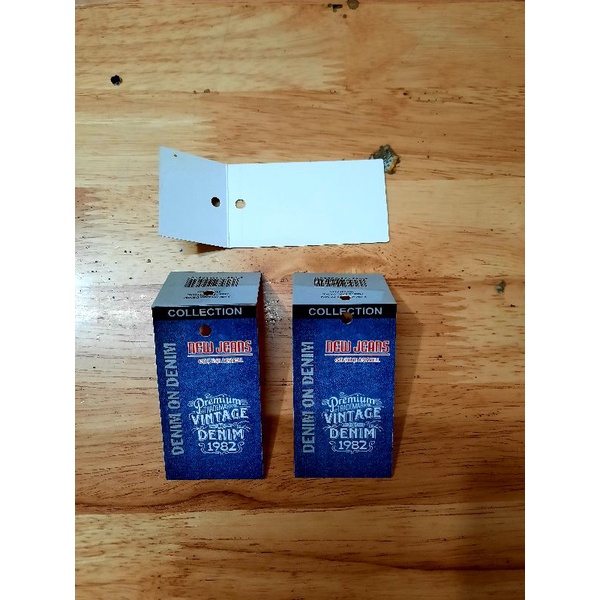 COLLECTION
DENIM ON DENIM
NEW JEANS
Premium
VINTAGE
DENIM
1982
COLLECTION
DENIM ON DENIM
NEW JEANS
Premium
VINTAGE
DENIM
1982